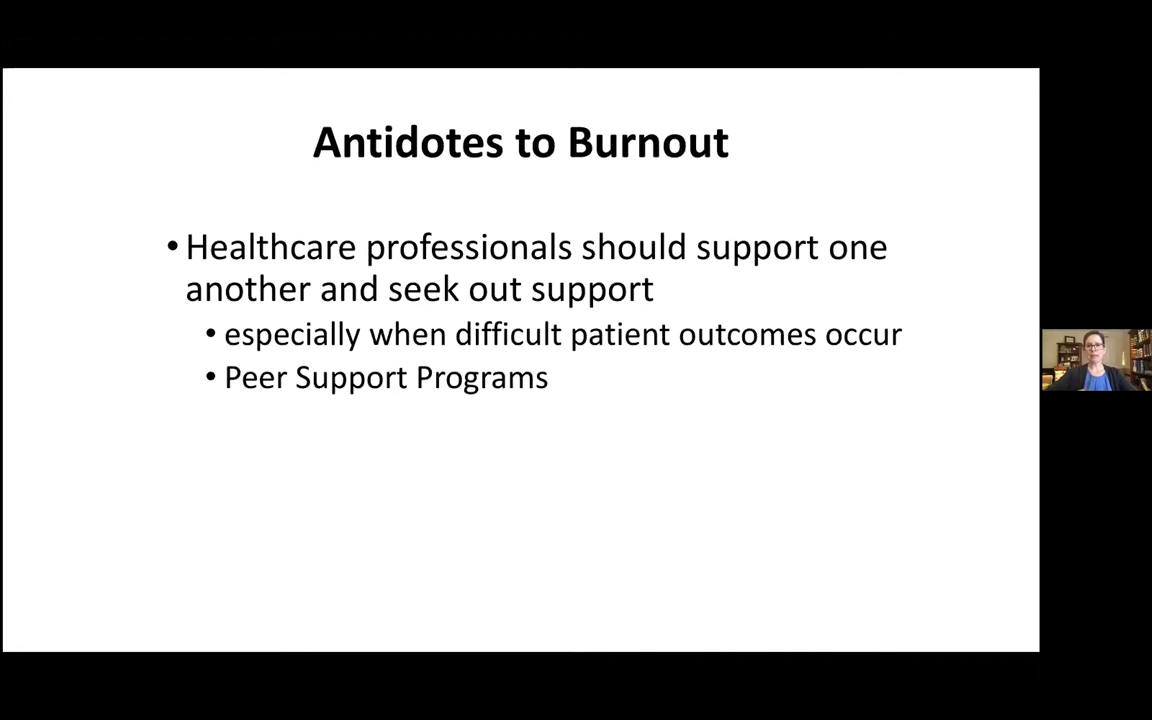 Antidotes to Burnout
• Healthcare professionals should support one
another and seek out support
• especially when difficult patient outcomes occur
• Peer Support Programs